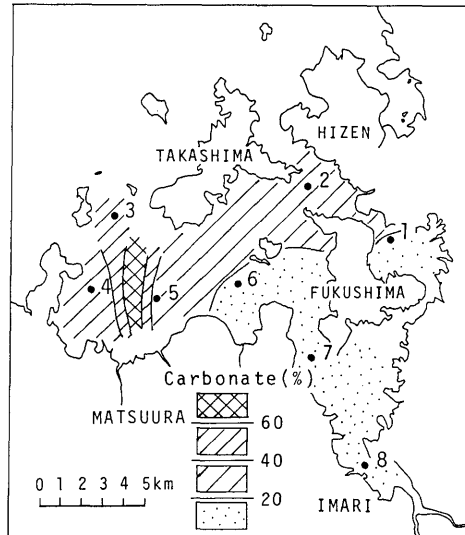 HIZEN
TAKASHIMA
2
3
1
6
4
5
FUKUSHIMA
7
Carbonate(%)
MATSUURA
60
40
8
0 1 2 3 4 5km
20
IMARI